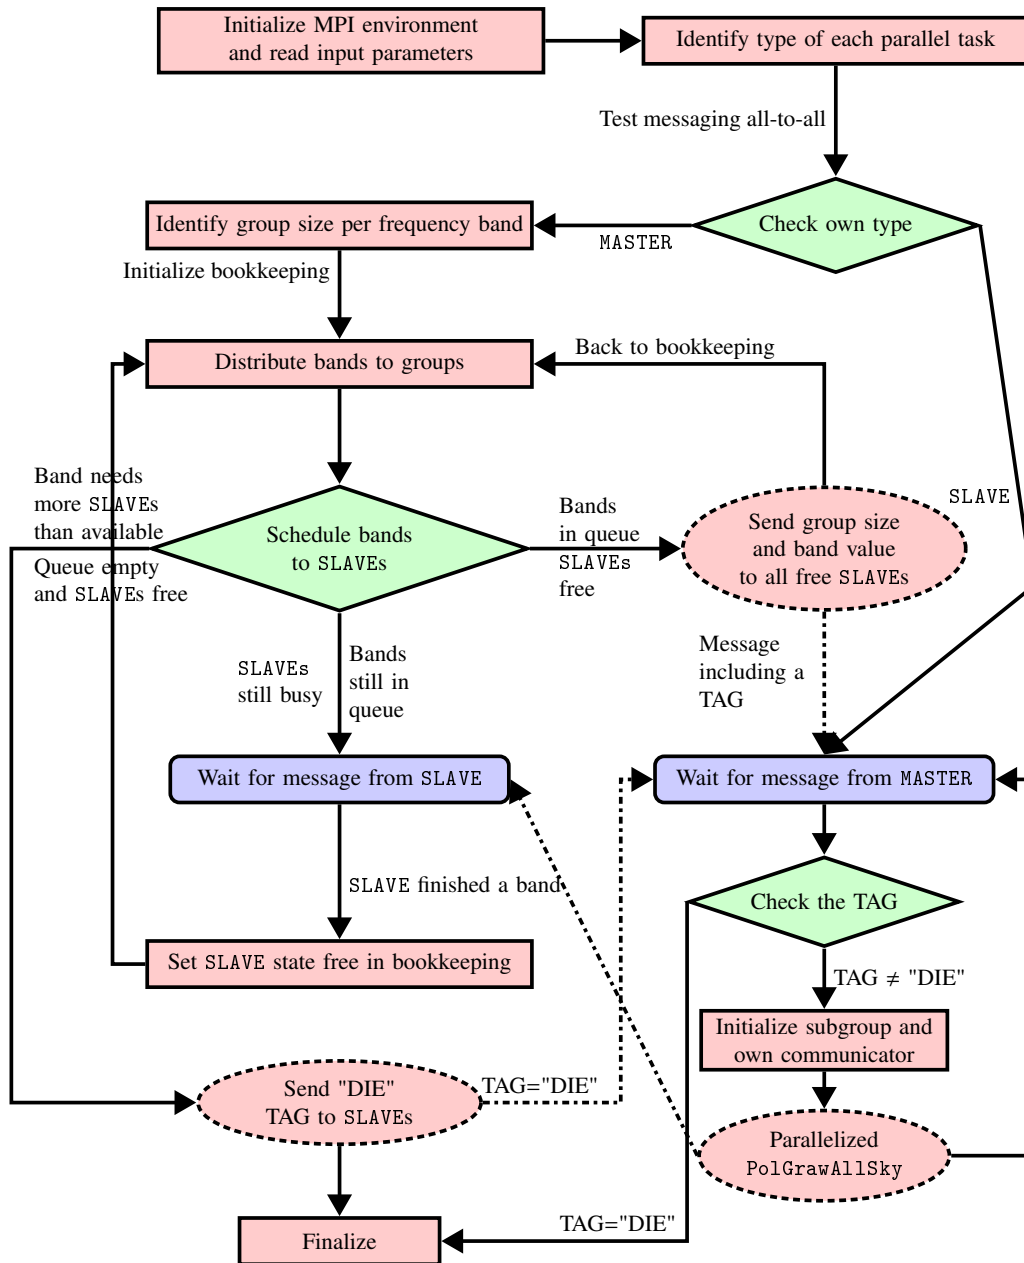 Initialize MPI environment
and read input parameters
Identify type of each parallel task
Test messaging all-to-all
Check own type
Identify group size per frequency band
MASTER
Initialize bookkeeping
Distribute bands to groups
Back to bookkeeping
Band needs
more SLAVEs
than available
Queue empty
and SLAVEs free
Schedule bands
to SLAVEs
Bands
in queue
SLAVEs
free
Send group size
and band value
to all free SLAVEs
SLAVE
SLAVEs
still busy
Bands
still in
queue
Message
including a
TAG
Wait for message from SLAVE
Wait for message from MASTER
SLAVE finished a band
Check the TAG
Set SLAVE state free in bookkeeping
TAG ≠ "DIE"
Initialize subgroup and
own communicator
Send "DIE"
TAG to SLAVEs
TAG="DIE"
Parallelized
PolGrawAllSky
TAG="DIE"
Finalize